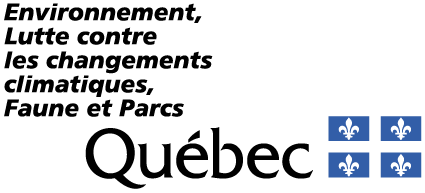 Environnement,
Lutte contre
les changements
climatiques,
Faune et Parcs
Québec